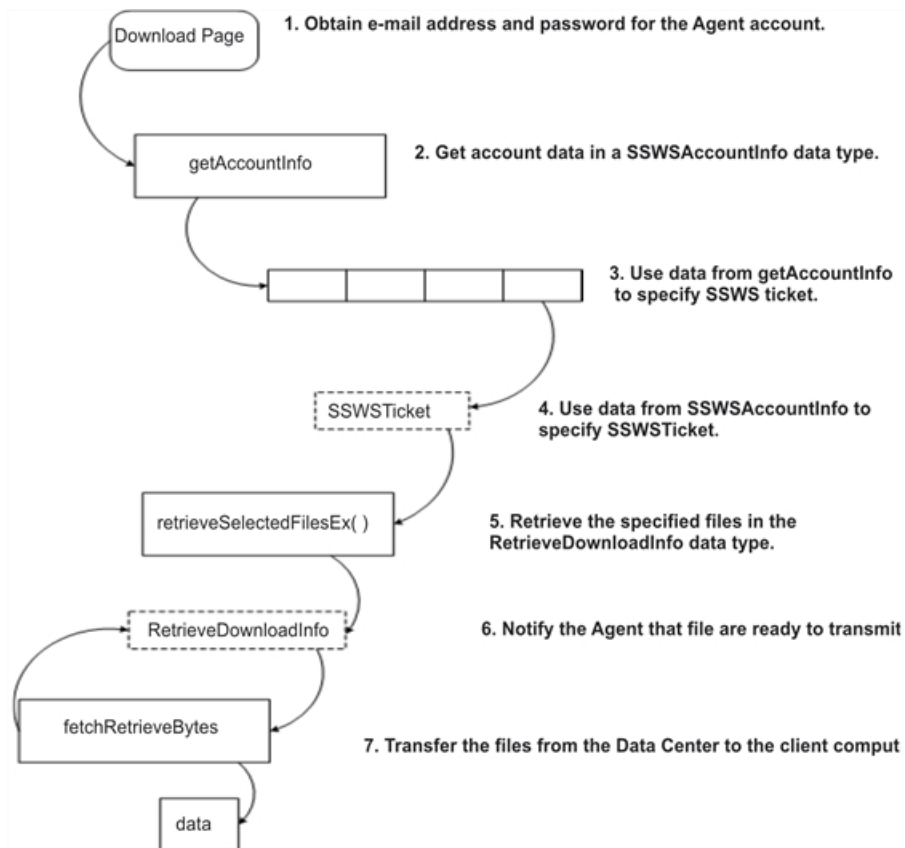 Download Page
1. Obtain e-mail address and password for the Agent account.
getAccountInfo
2. Get account data in a SSWSAccountInfo data type.
3. Use data from getAccountInfo
to specify SSWS ticket.
SSWSTicket
4. Use data from SSWSAccountInfo to
specify SSWSTicket.
retrieveSelectedFilesEx( )
5. Retrieve the specified files in the
RetrieveDownloadInfo data type.
RetrieveDownloadInfo
6. Notify the Agent that file are ready to transmit
fetchRetrieveBytes
7. Transfer the files from the Data Center to the client comput
data